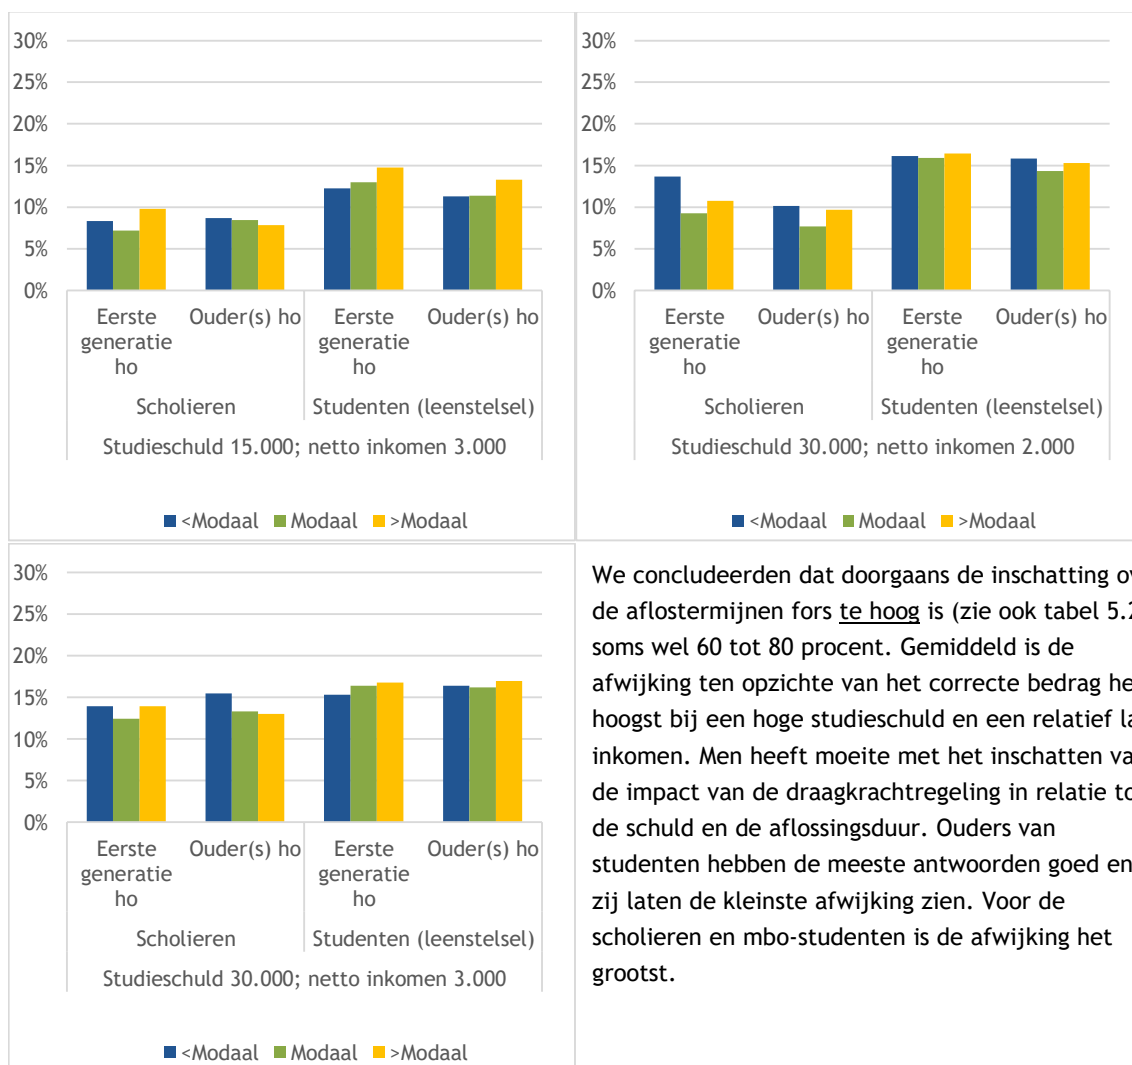 30%
25%
20%
15%
10%
5%
0%
Eerste generatie ho
Ouder(s) ho
Eerste generatie ho
Ouder(s) ho
Scholieren
Studenten (leenstelsel)
Studieschuld 15.000; netto inkomen 3.000
<Modaal Modaal >Modaal
30%
25%
20%
15%
10%
5%
0%
Eerste generatie ho
Ouder(s) ho
Eerste generatie ho
Ouder(s) ho
Scholieren
Studenten (leenstelsel)
Studieschuld 30.000; netto inkomen 2.000
<Modaal Modaal >Modaal
30%
25%
20%
15%
10%
5%
0%
Eerste generatie ho
Ouder(s) ho
Eerste generatie ho
Ouder(s) ho
Scholieren
Studenten (leenstelsel)
Studieschuld 30.000; netto inkomen 3.000
<Modaal Modaal >Modaal
We concludeerden dat doorgaans de inschatting
de aflostermijnen fors te hoog is (zie ook tabel
soms wel 60 tot 80 procent. Gemiddeld is de
afwijking ten opzichte van het correcte bedrag
hoogst bij een hoge studieschuld en een relatief
inkomen. Men heeft moeite met het inschatten
de impact van de draagkrachtregeling in relatie
de schuld en de aflossingsduur. Ouders van
studenten hebben de meeste antwoorden goed en
zij laten de kleinste afwijking zien. Voor de
scholieren en mbo-studenten is de afwijking het
grootst.